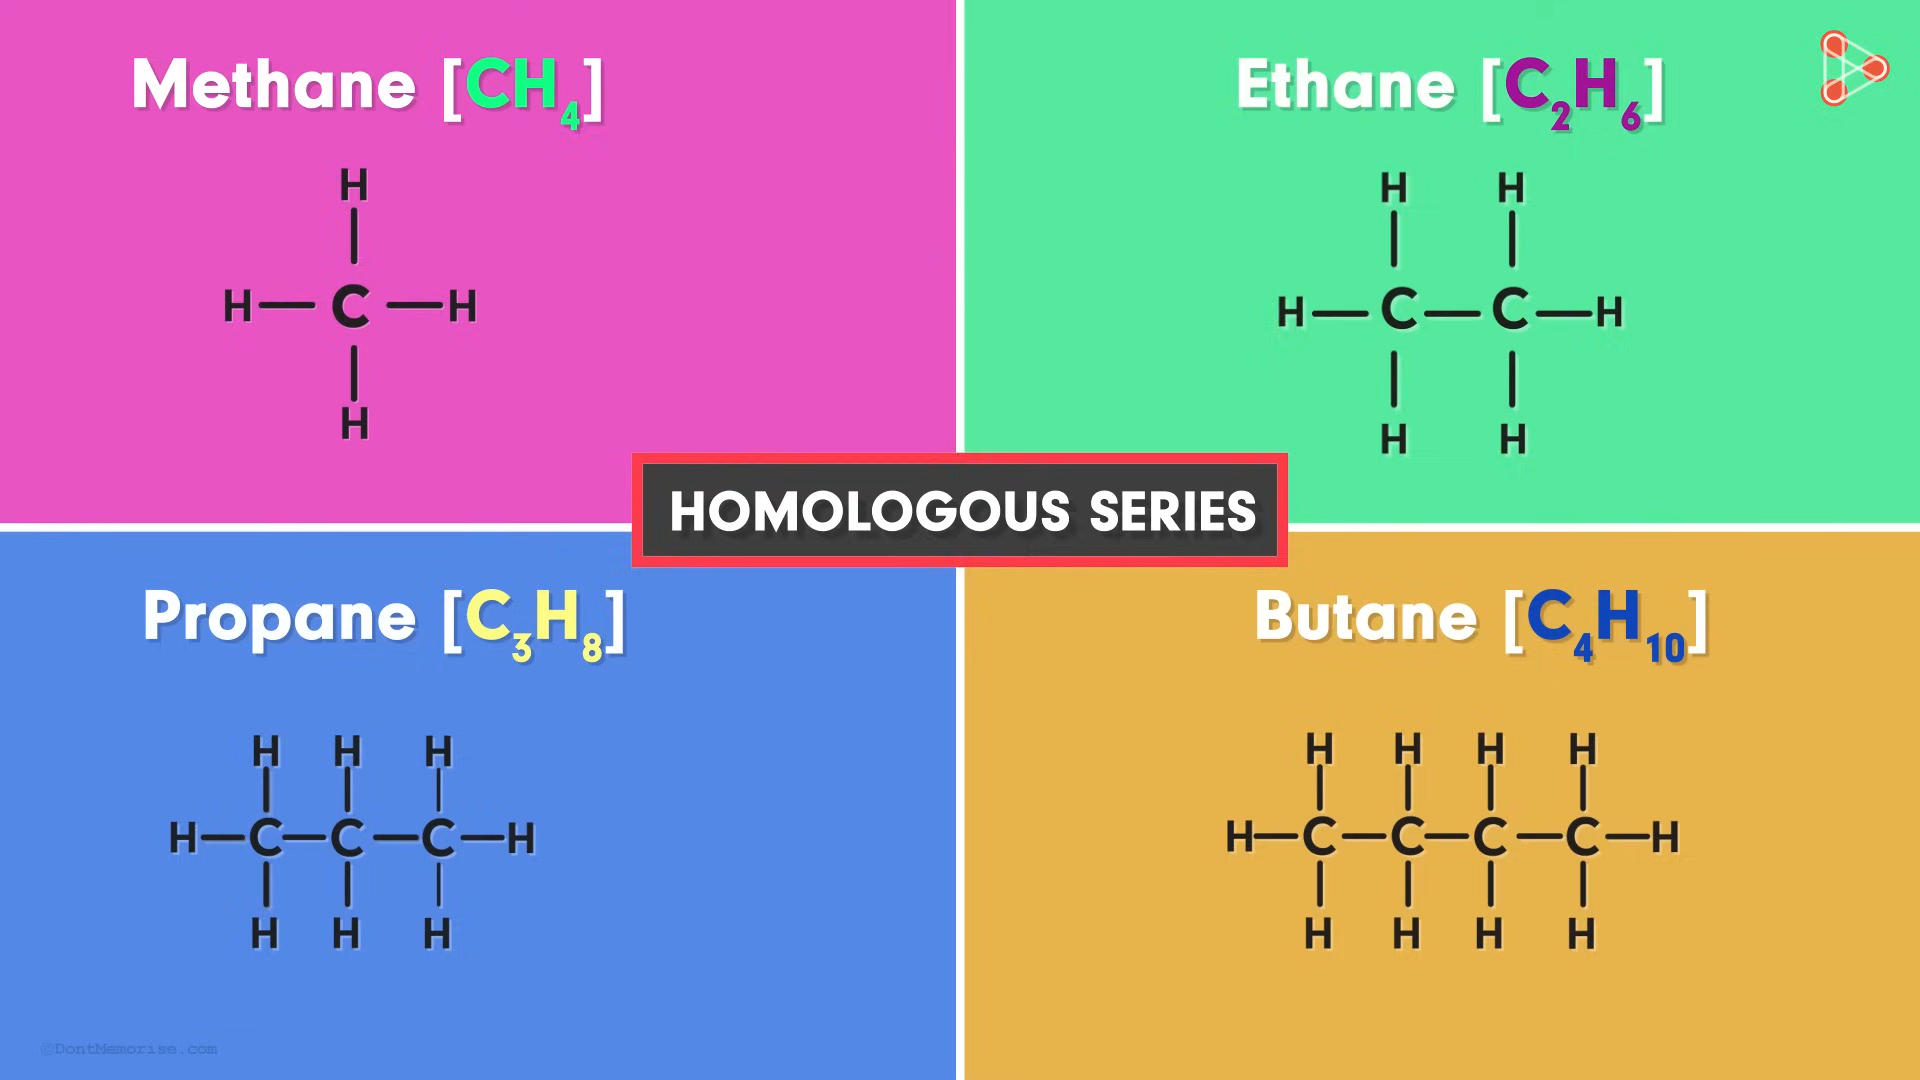 Methane [CH₄]
H
H — C — H
H
Ethane [C₂H₆]
H H
H — C — C — H
H H
HOMOLOGOUS SERIES
Propane [C₃H₈]
H H H
H — C — C — C — H
H H H
Butane [C₄H₁₀]
H H H H
H — C — C — C — C — H
H H H H
©DontMemorise.com